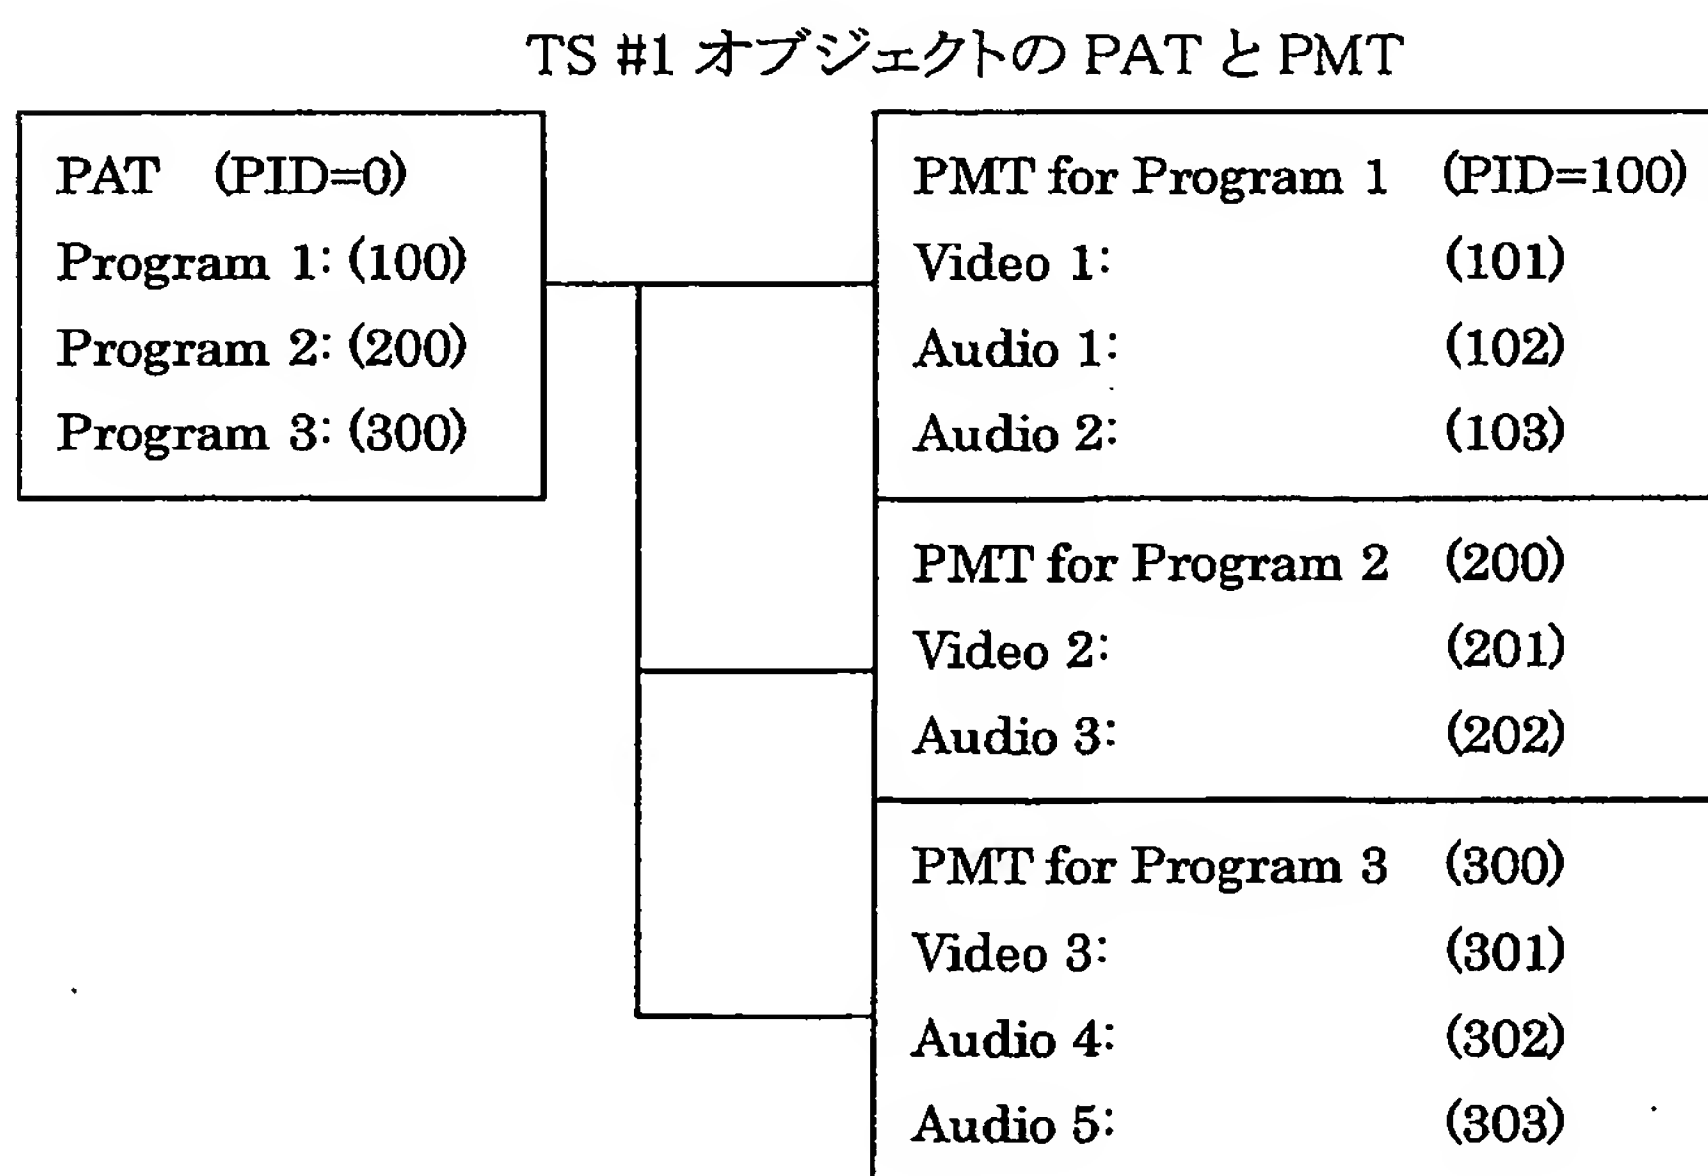 TS #1 オブジェクトの PAT と PMT
PAT (PID=0)
Program 1: (100)
Program 2: (200)
Program 3: (300)
PMT for Program 1 (PID=100)
Video 1: (101)
Audio 1: (102)
Audio 2: (103)
PMT for Program 2 (200)
Video 2: (201)
Audio 3: (202)
PMT for Program 3 (300)
Video 3: (301)
Audio 4: (302)
Audio 5: (303)